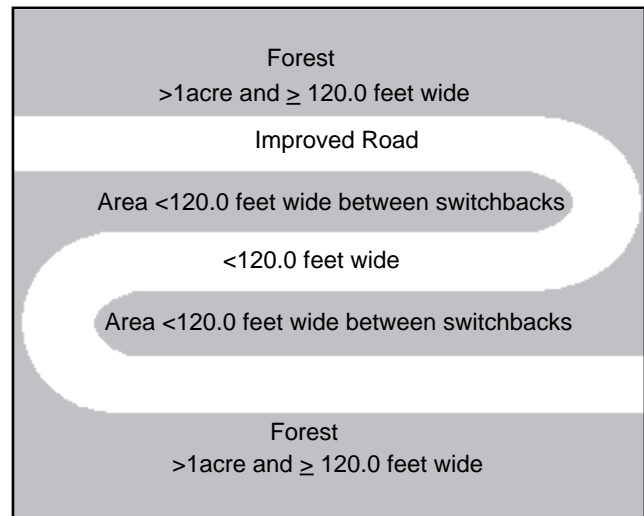 Forest
>1acre and ≥ 120.0 feet wide
Improved Road
Area <120.0 feet wide between switchbacks
<120.0 feet wide
Area <120.0 feet wide between switchbacks
Forest
>1acre and ≥ 120.0 feet wide